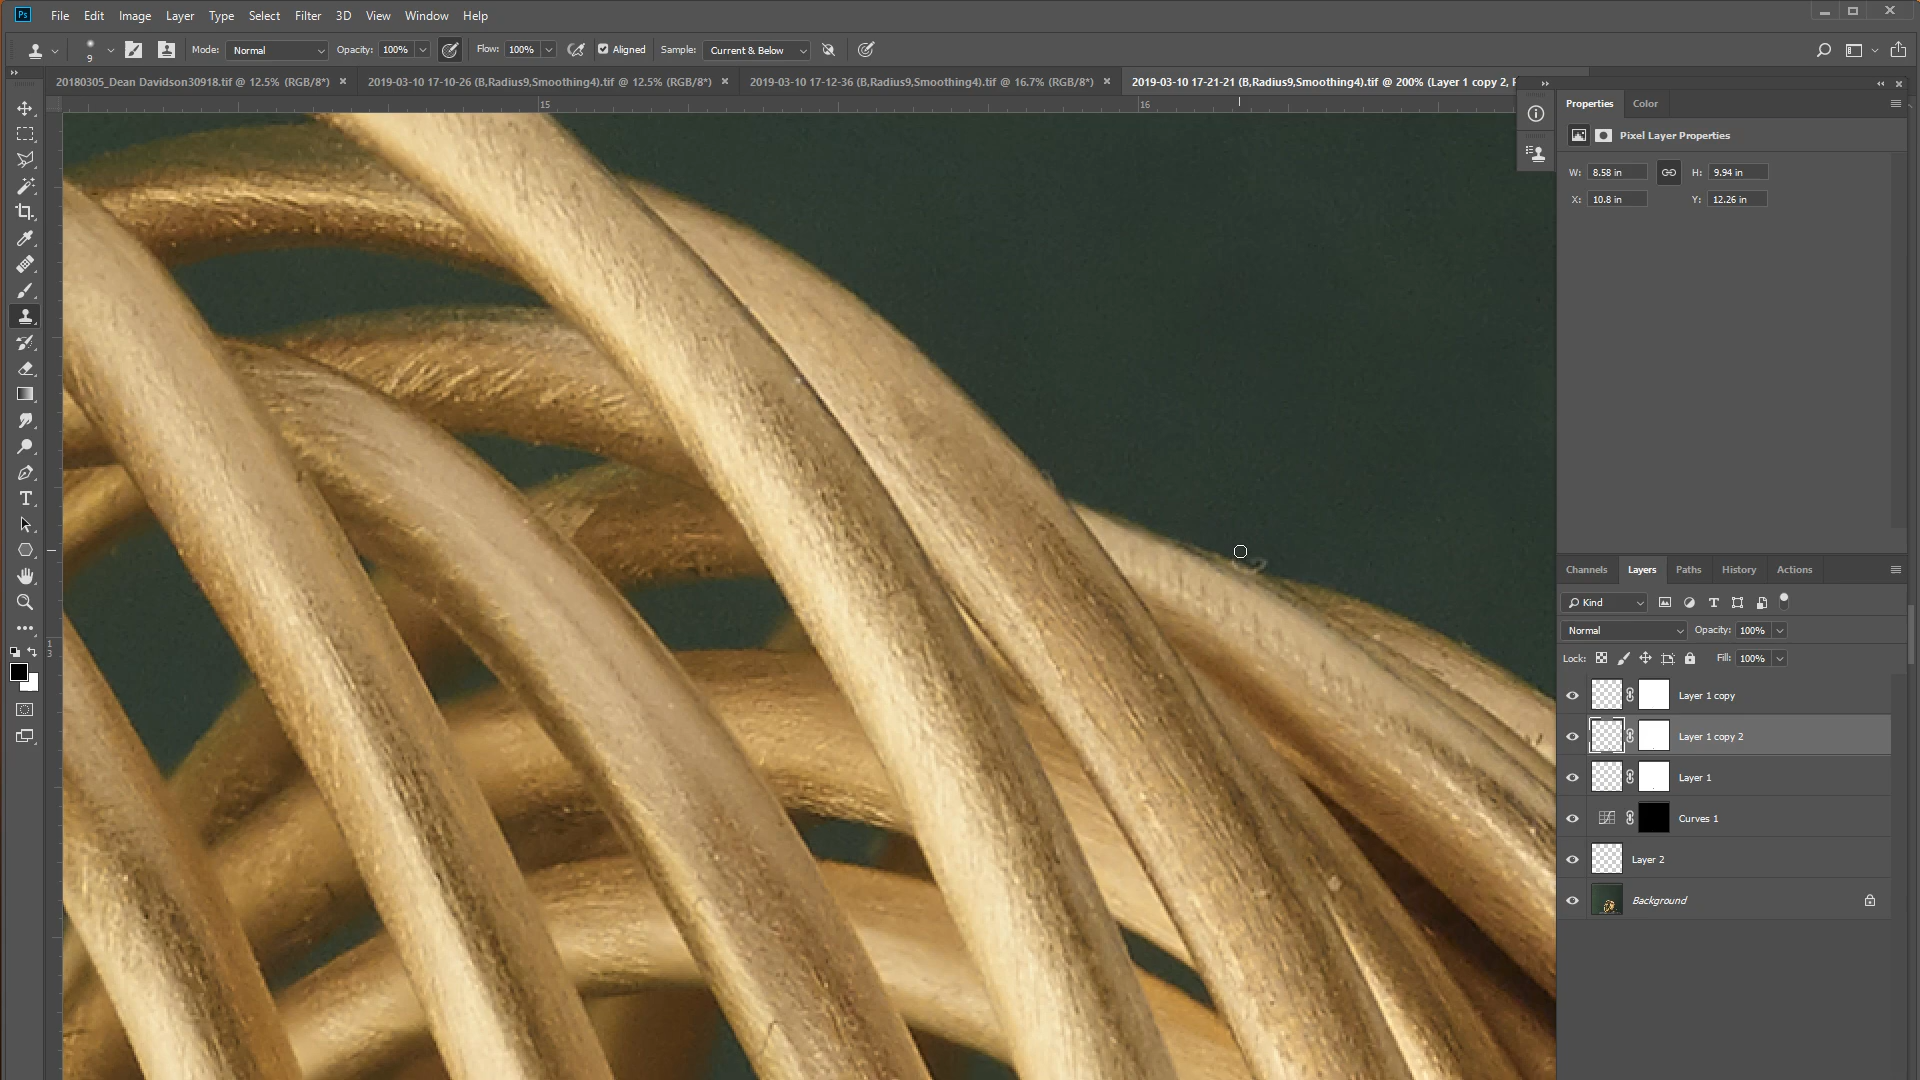 Ps File Edit Image Layer Type Select Filter 3D View Window Help
9 Mode: Normal Opacity: 100% Flow: 100% Aligned Sample: Current & Below
20180305_Dean Davidson30918.tif @ 12.5% (RGB/8*) × 2019-03-10 17-10-26 (B,Radius9,Smoothing4).tif @ 12.5% (RGB/8*) × 2019-03-10 17-12-36 (B,Radius9,Smoothing4).tif @ 16.7% (RGB/8*) × 2019-03-10 17-21-21 (B,Radius9,Smoothing4).tif @ 200% (Layer 1 copy 2,
15 16
Properties Color
Pixel Layer Properties
W: 8.58 in H: 9.94 in
X: 10.8 in Y: 12.26 in
1
3
Channels Layers Paths History Actions
Kind
Normal Opacity: 100%
Lock: Fill: 100%
Layer 1 copy
Layer 1 copy 2
Layer 1
Curves 1
Layer 2
Background